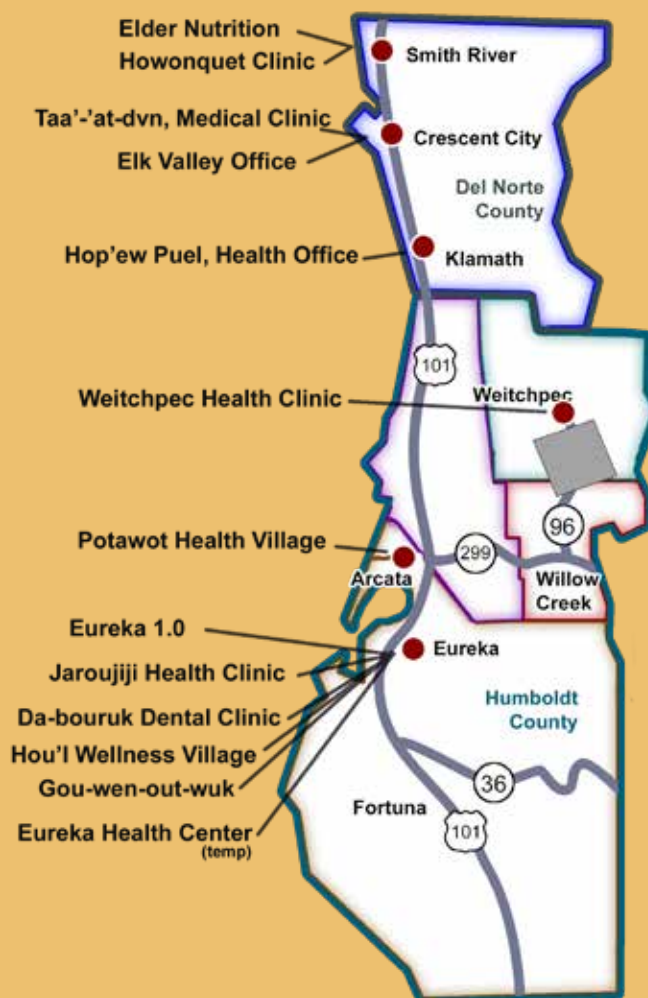 Elder Nutrition
Howonquet Clinic
Smith River
Taa'-'at-dvn, Medical Clinic
Crescent City
Elk Valley Office
Del Norte
County
Hop'ew Puel, Health Office
Klamath
101
Weitchpec Health Clinic
Weitchpec
96
Potawot Health Village
299
Arcata
Willow
Creek
Eureka 1.0
Eureka
Jaroujiji Health Clinic
Da-bouruk Dental Clinic
Humboldt
County
Hou'l Wellness Village
Gou-wen-out-wuk
36
Fortuna
Eureka Health Center
(temp)
101